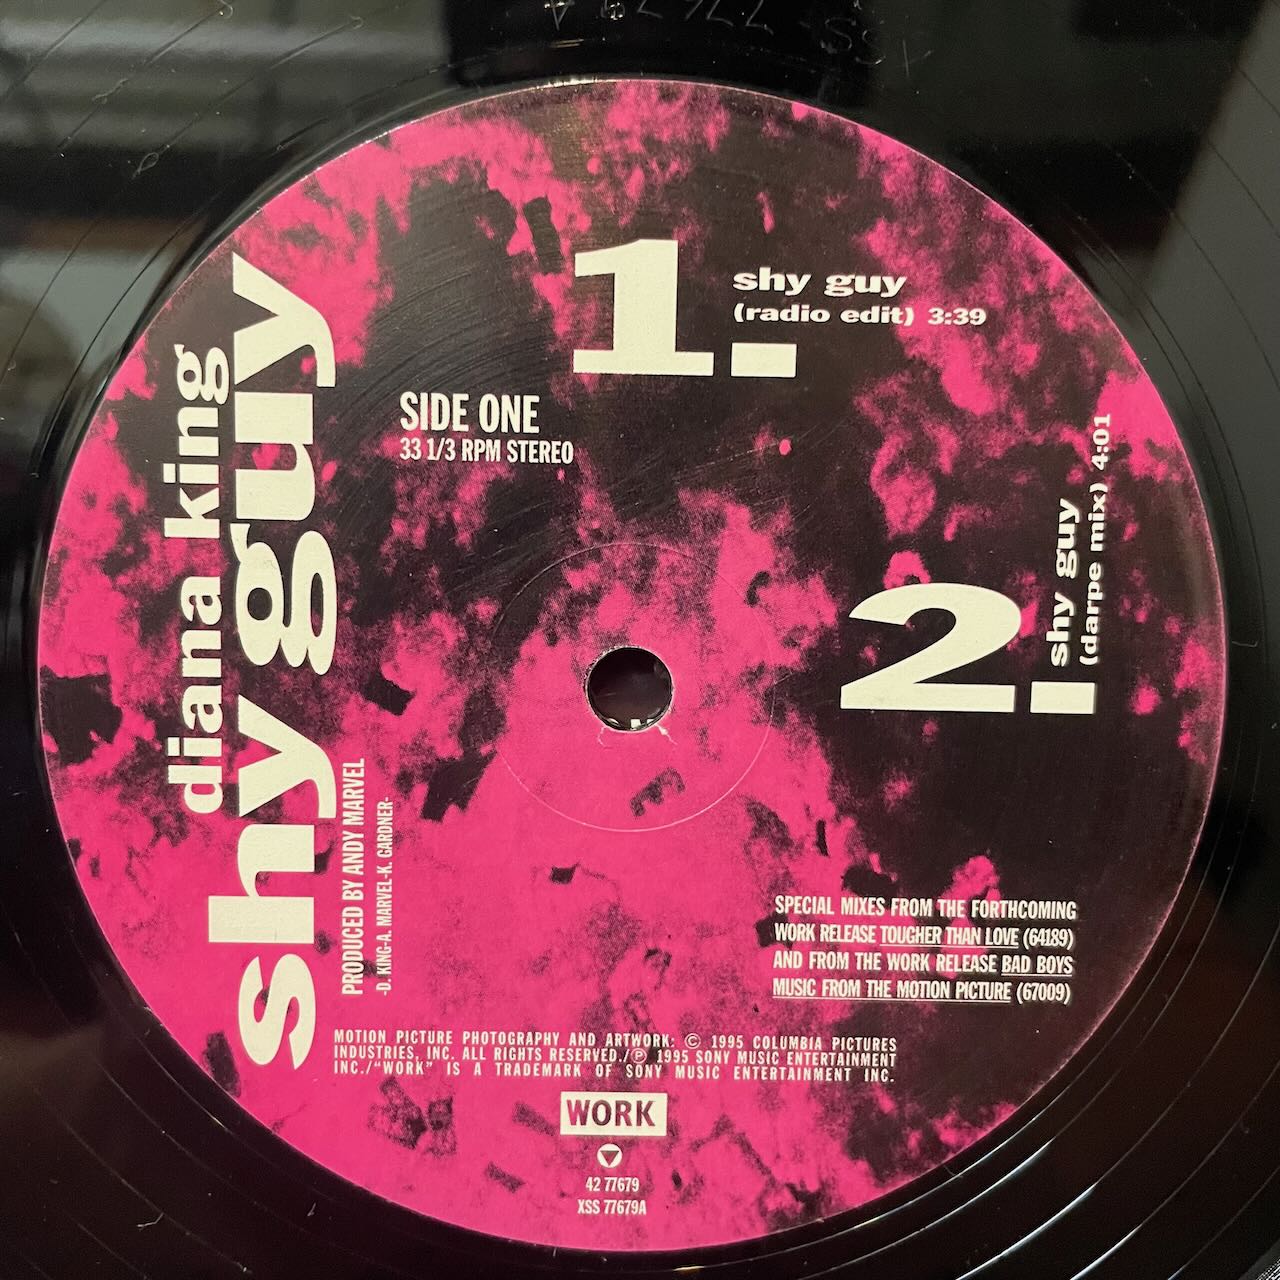 diana king
shy guy
PRODUCED BY ANDY MARVEL
-D. KING-A. MARVEL-K. GARDNER-
SIDE ONE
33 1/3 RPM STEREO
1.
shy guy
(radio edit) 3:39
2.
shy guy
(darpe mix) 4:01
SPECIAL MIXES FROM THE FORTHCOMING
WORK RELEASE TOUGHER THAN LOVE (64189)
AND FROM THE WORK RELEASE BAD BOYS
MUSIC FROM THE MOTION PICTURE (67009)
MOTION PICTURE PHOTOGRAPHY AND ARTWORK: © 1995 COLUMBIA PICTURES
INDUSTRIES, INC. ALL RIGHTS RESERVED./℗ 1995 SONY MUSIC ENTERTAINMENT
INC./"WORK" IS A TRADEMARK OF SONY MUSIC ENTERTAINMENT INC.
WORK
42 77679
XSS 77679A